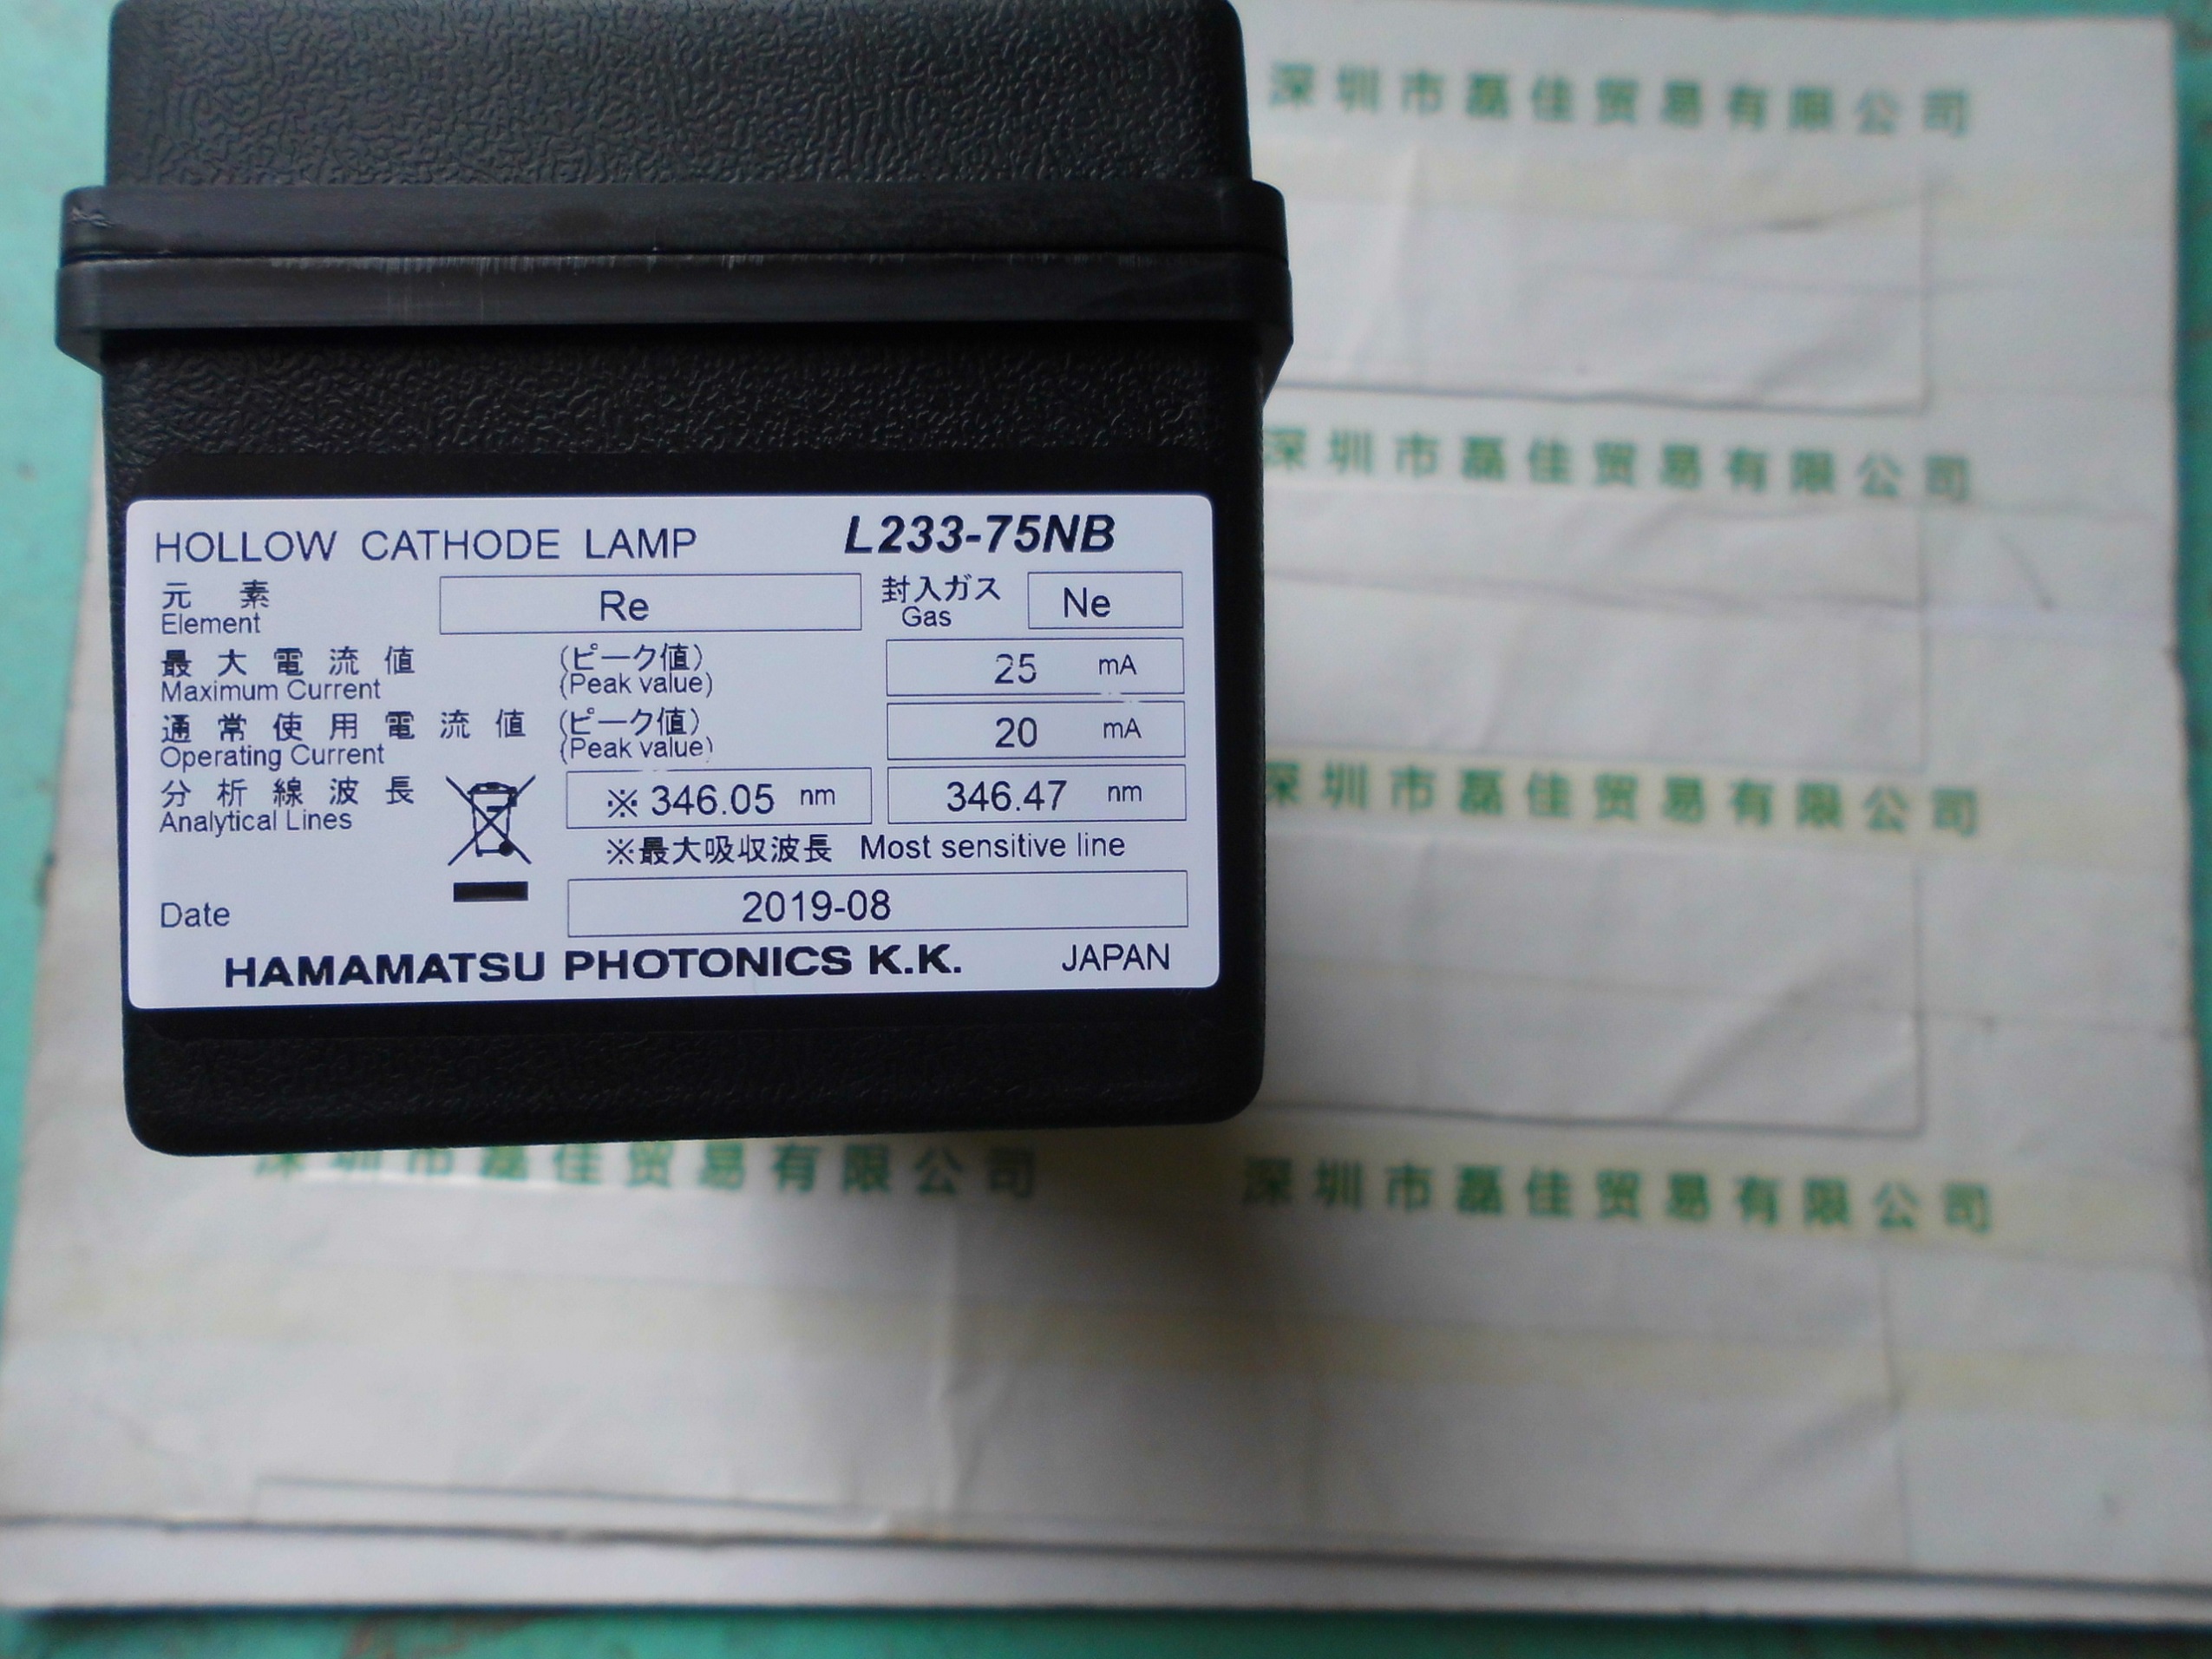 HOLLOW CATHODE LAMP L233-75NB
元素 Re 封入ガス Ne
Element Gas
最大電流値 (ピーク値) 25 mA
Maximum Current (Peak value)
通常使用電流値 (ピーク値) 20 mA
Operating Current (Peak value)
分析線波長 ※346.05 nm 346.47 nm
Analytical Lines
※最大吸収波長 Most sensitive line
Date 2019-08
HAMAMATSU PHOTONICS K.K. JAPAN
深圳市磊佳贸易有限公司
深圳市磊佳贸易有限公司
深圳市磊佳贸易有限公司
深圳市磊佳贸易有限公司 深圳市磊佳贸易有限公司